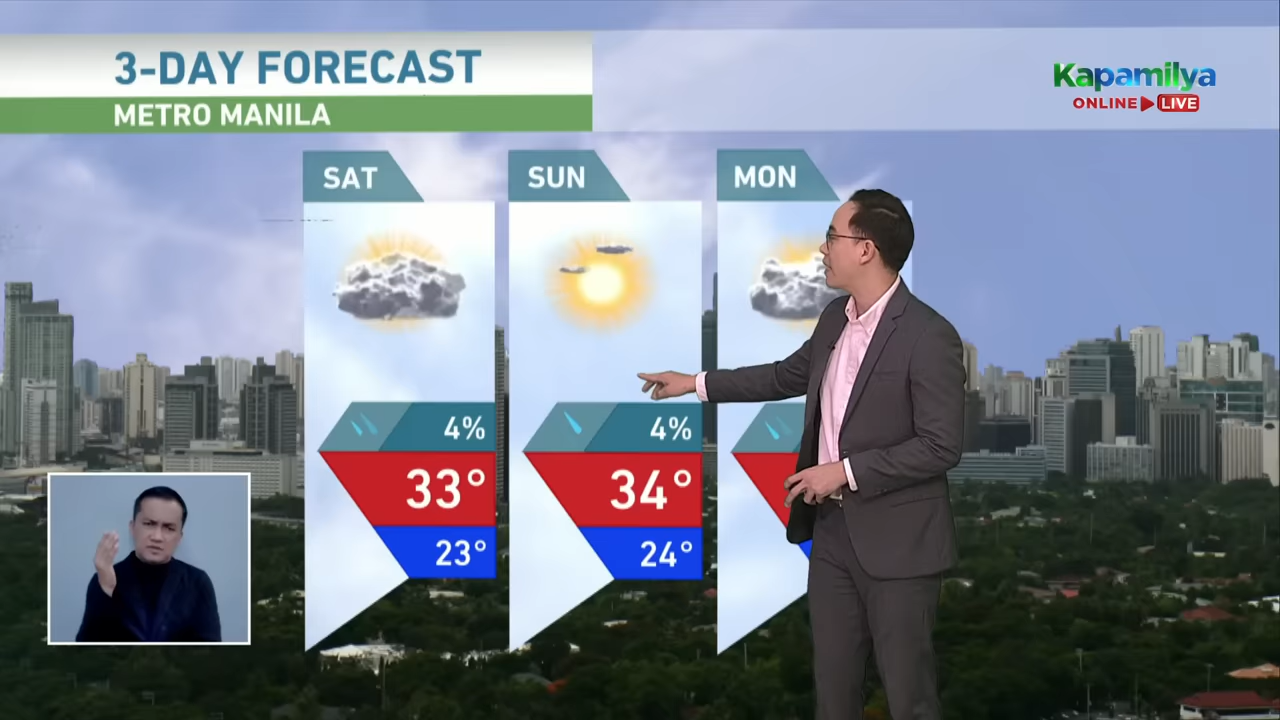 3-DAY FORECAST
METRO MANILA
Kapamilya
ONLINE LIVE
SAT
SUN
MON
4%
4%
33°
34°
23°
24°